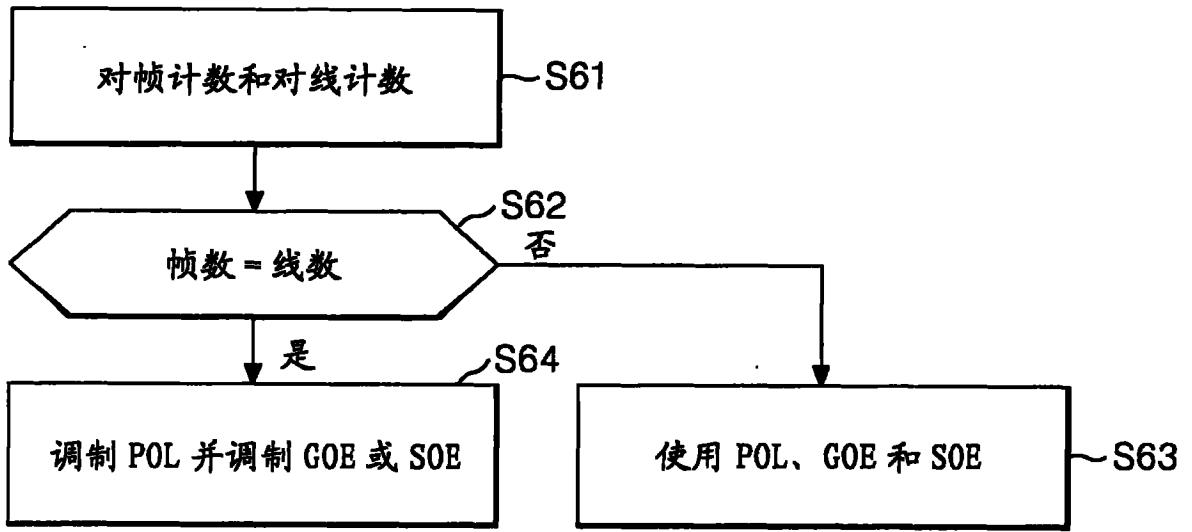 对帧计数和对线计数
S61
S62
帧数=线数
否
是
S64
调制 POL 并调制 GOE 或 SOE
使用 POL、GOE 和 SOE
S63